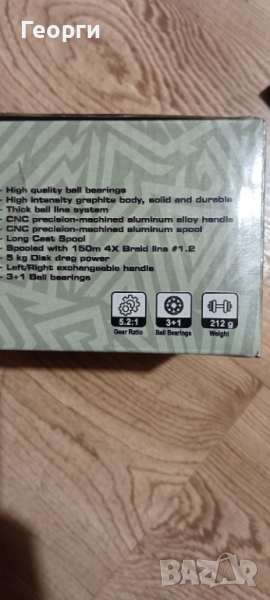 Георги
- High quality ball bearings
- High intensity graphite body, solid and durable
- Thick bail line system
- CNC precision-machined aluminum alloy handle
- CNC precision-machined aluminum spool
- Long Cast Spool
- Spooled with 150m 4X Braid line #1.2
- 5 kg Disk drag power
- Left/Right exchangeable handle
- 3+1 Ball bearings
5.2:1 3+1 212 g
Gear Ratio Ball Bearings Weight
BAZAR